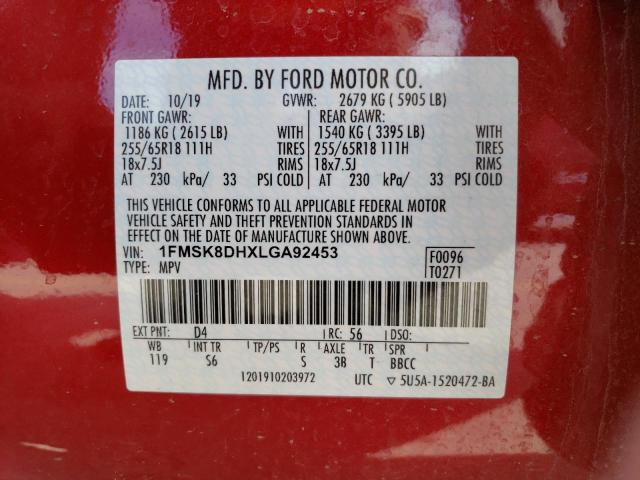 MFD. BY FORD MOTOR CO.
DATE: 10/19 GVWR: 2679 KG ( 5905 LB)
FRONT GAWR: REAR GAWR:
1186 KG ( 2615 LB) WITH 1540 KG ( 3395 LB) WITH
255/65R18 111H TIRES 255/65R18 111H TIRES
18x7.5J RIMS 18x7.5J RIMS
AT 230 kPa/ 33 PSI COLD AT 230 kPa/ 33 PSI COLD
THIS VEHICLE CONFORMS TO ALL APPLICABLE FEDERAL MOTOR
VEHICLE SAFETY AND THEFT PREVENTION STANDARDS IN
EFFECT ON THE DATE OF MANUFACTURE SHOWN ABOVE.
VIN: 1FMSK8DHXLGA92453 F0096
TYPE: MPV T0271
EXT PNT: D4 RC: 56 DSO:
WB INT TR TP/PS R AXLE TR SPR
119 S6 S 3B T BBCC
1201910203972 UTC ▽ 5U5A-1520472-BA